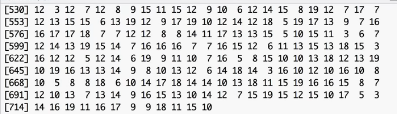 [530] 12 3 12 7 12 8 9 15 11 15 12 9 10 6 12 14 15 8 19 12 7 17 7
[553] 12 13 15 15 6 13 19 12 9 17 19 10 12 14 12 18 5 19 17 13 9 7 16
[576] 16 17 17 18 7 7 12 12 8 8 14 11 17 13 13 15 5 10 15 11 3 6 7
[599] 12 14 13 19 15 14 7 16 16 16 7 7 16 15 12 6 11 13 15 13 18 15 3
[622] 16 12 12 5 12 14 6 19 9 11 10 7 16 5 8 15 10 10 13 18 12 13 19
[645] 10 19 16 13 13 14 9 8 10 13 12 6 14 18 14 3 16 10 12 10 16 10 8
[668] 10 5 8 8 18 6 10 14 17 18 14 14 10 13 18 11 15 19 16 16 15 8 7
[691] 12 10 13 7 13 14 9 16 15 13 10 14 12 7 15 19 15 12 15 10 17 5 3
[714] 14 16 19 11 16 17 9 9 18 11 15 10